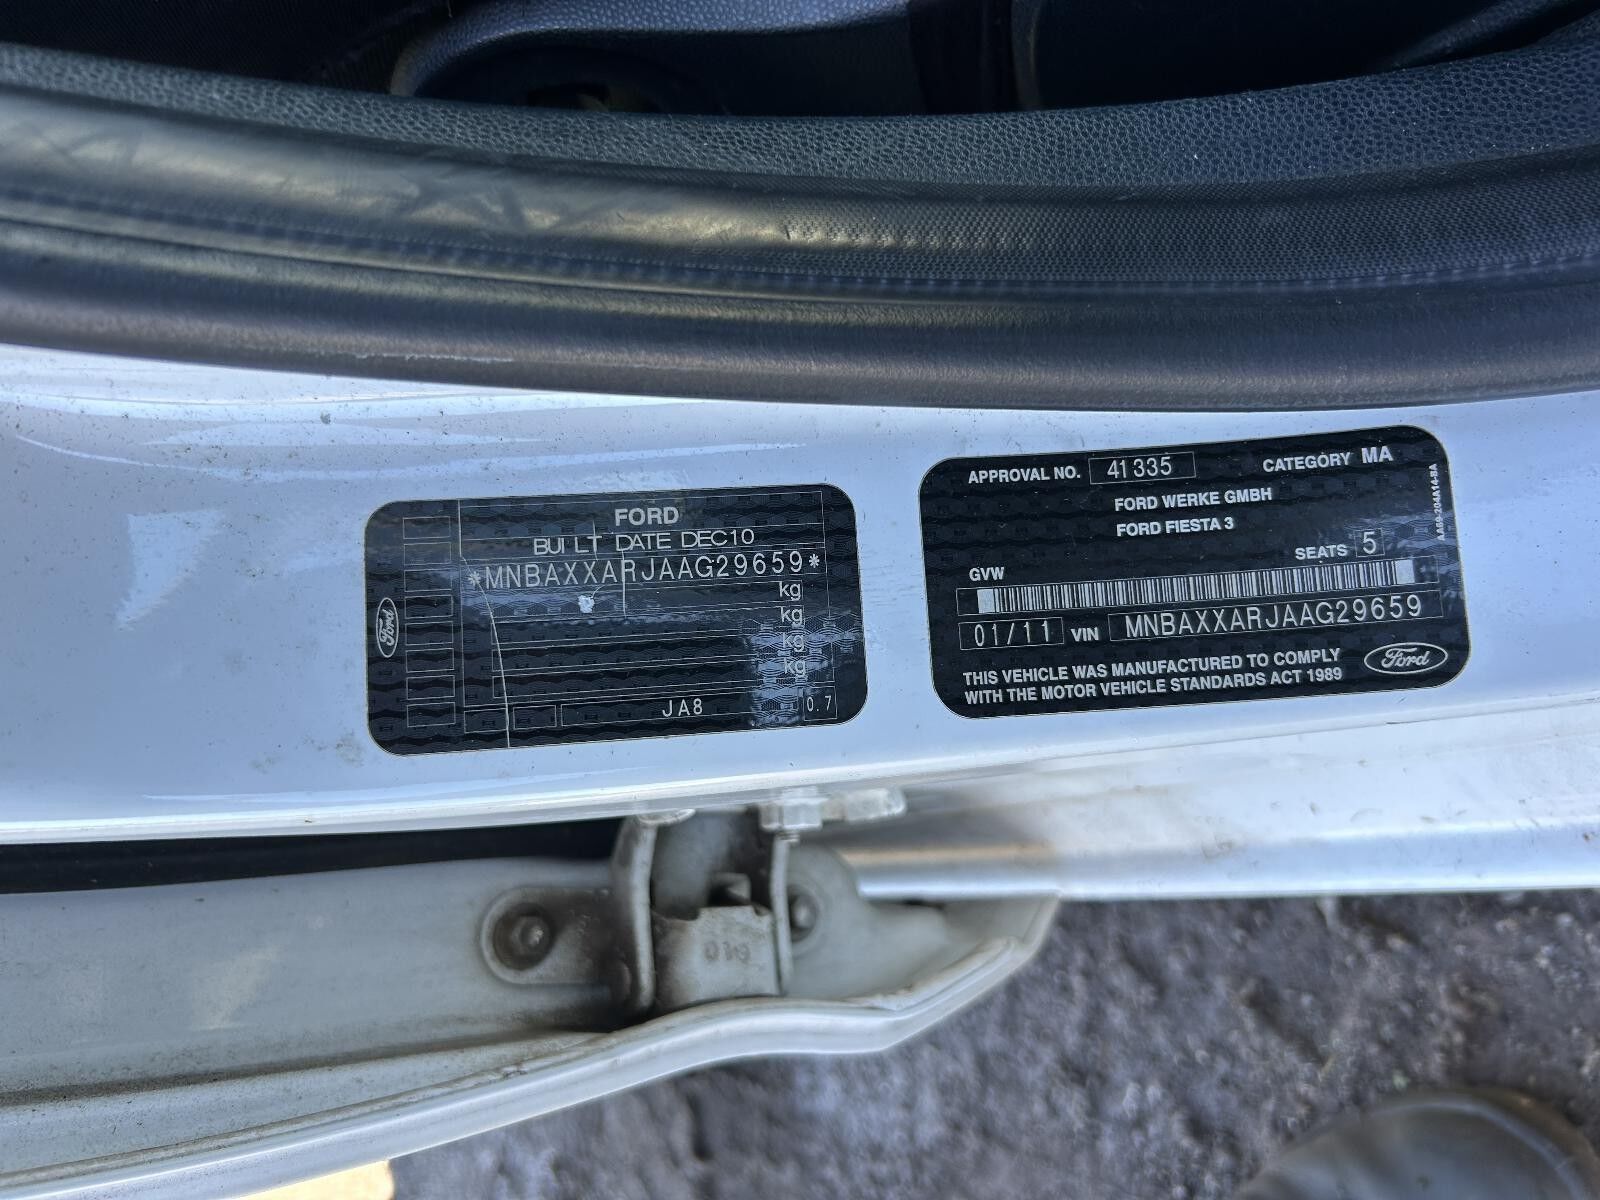 FORD
BUILT DATE DEC10
*MNBAXXARJAAG29659*
kg
kg
kg
kg
JA8
0.7
Ford
APPROVAL NO. 41335 CATEGORY MA
FORD WERKE GMBH
FORD FIESTA 3
SEATS 5
GVW
01/11 VIN MNBAXXARJAAG29659
THIS VEHICLE WAS MANUFACTURED TO COMPLY
WITH THE MOTOR VEHICLE STANDARDS ACT 1989
Ford
010